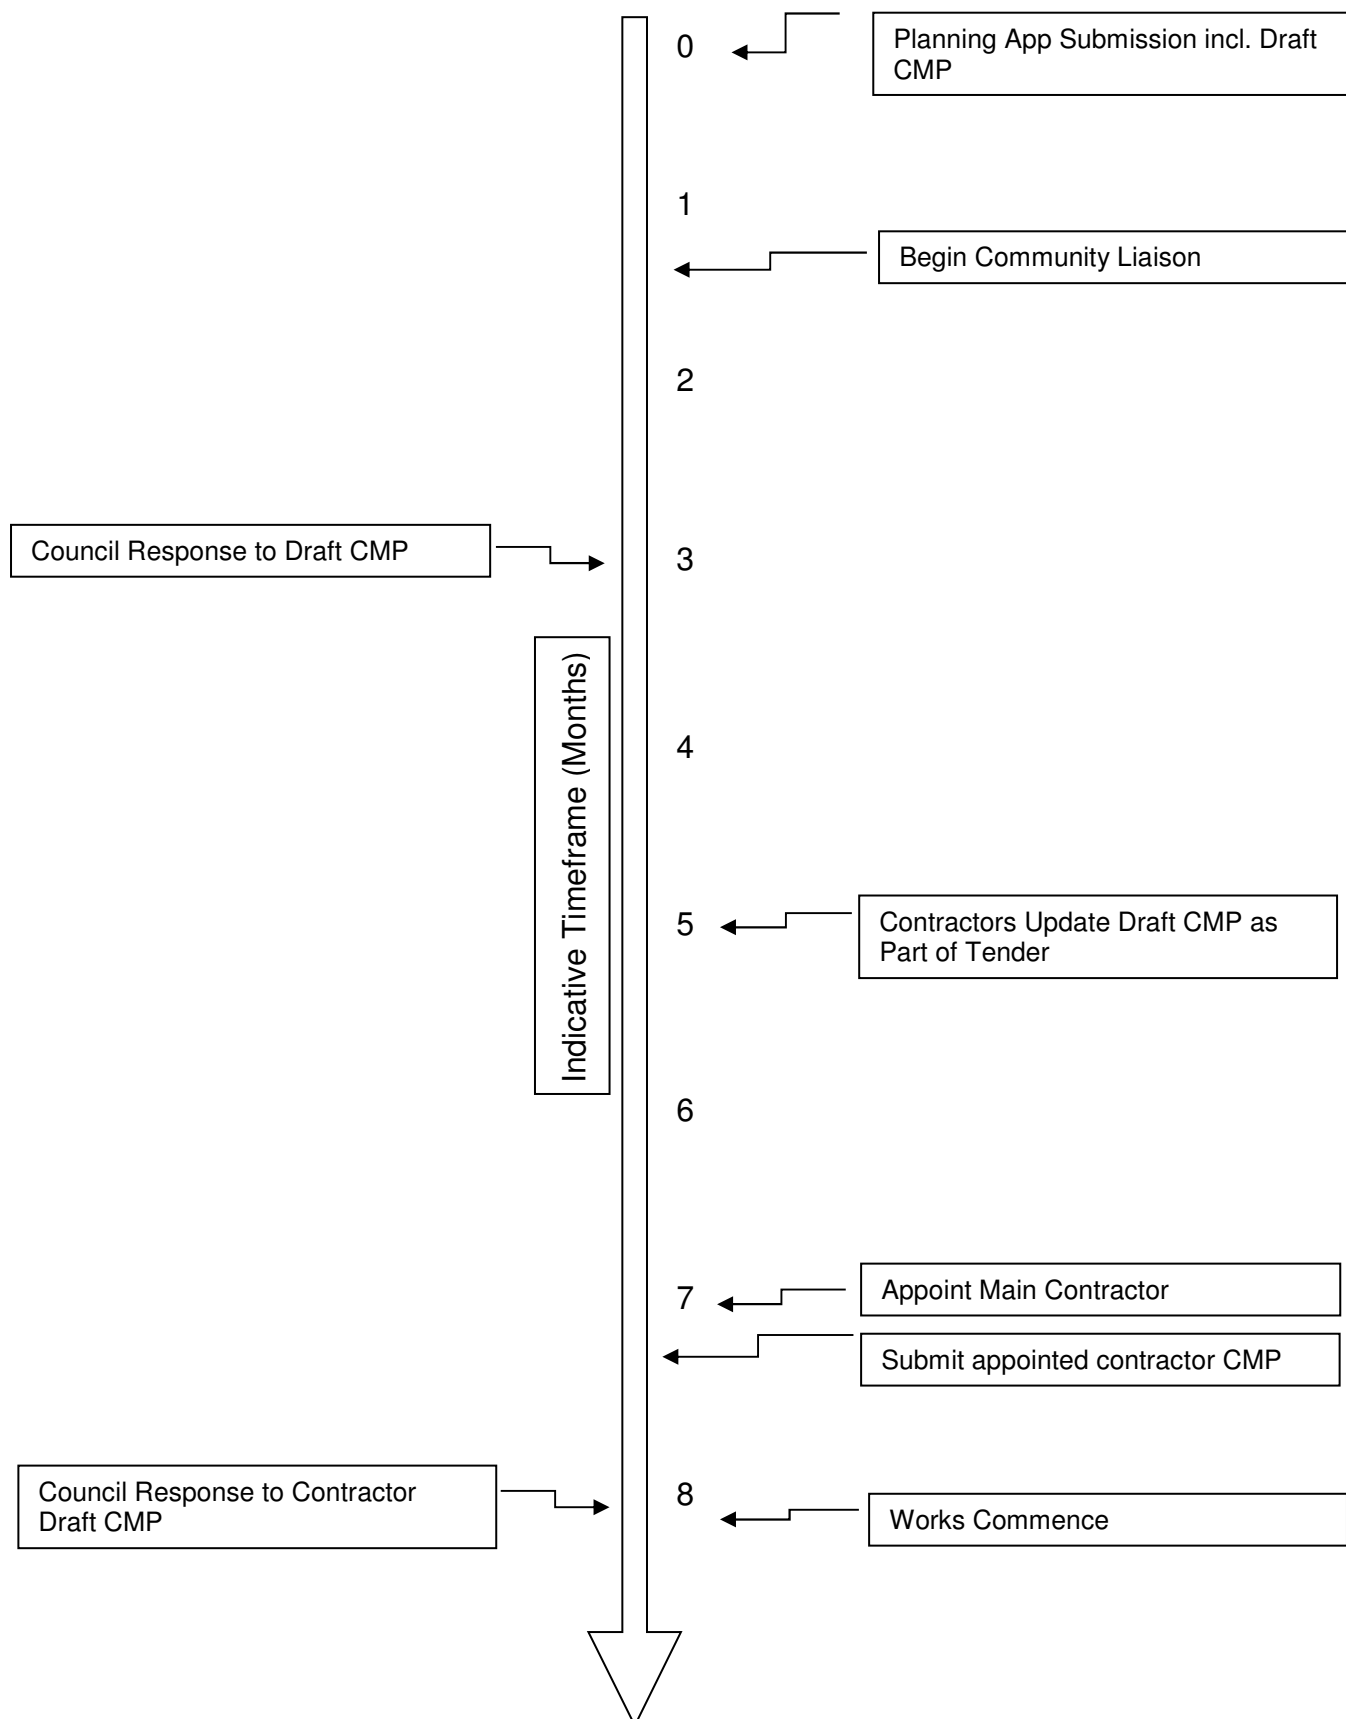 0
Planning App Submission incl. Draft
CMP
1
Begin Community Liaison
2
Council Response to Draft CMP
3
Indicative Timeframe (Months)
4
5
Contractors Update Draft CMP as
Part of Tender
6
7
Appoint Main Contractor
Submit appointed contractor CMP
Council Response to Contractor
Draft CMP
8
Works Commence